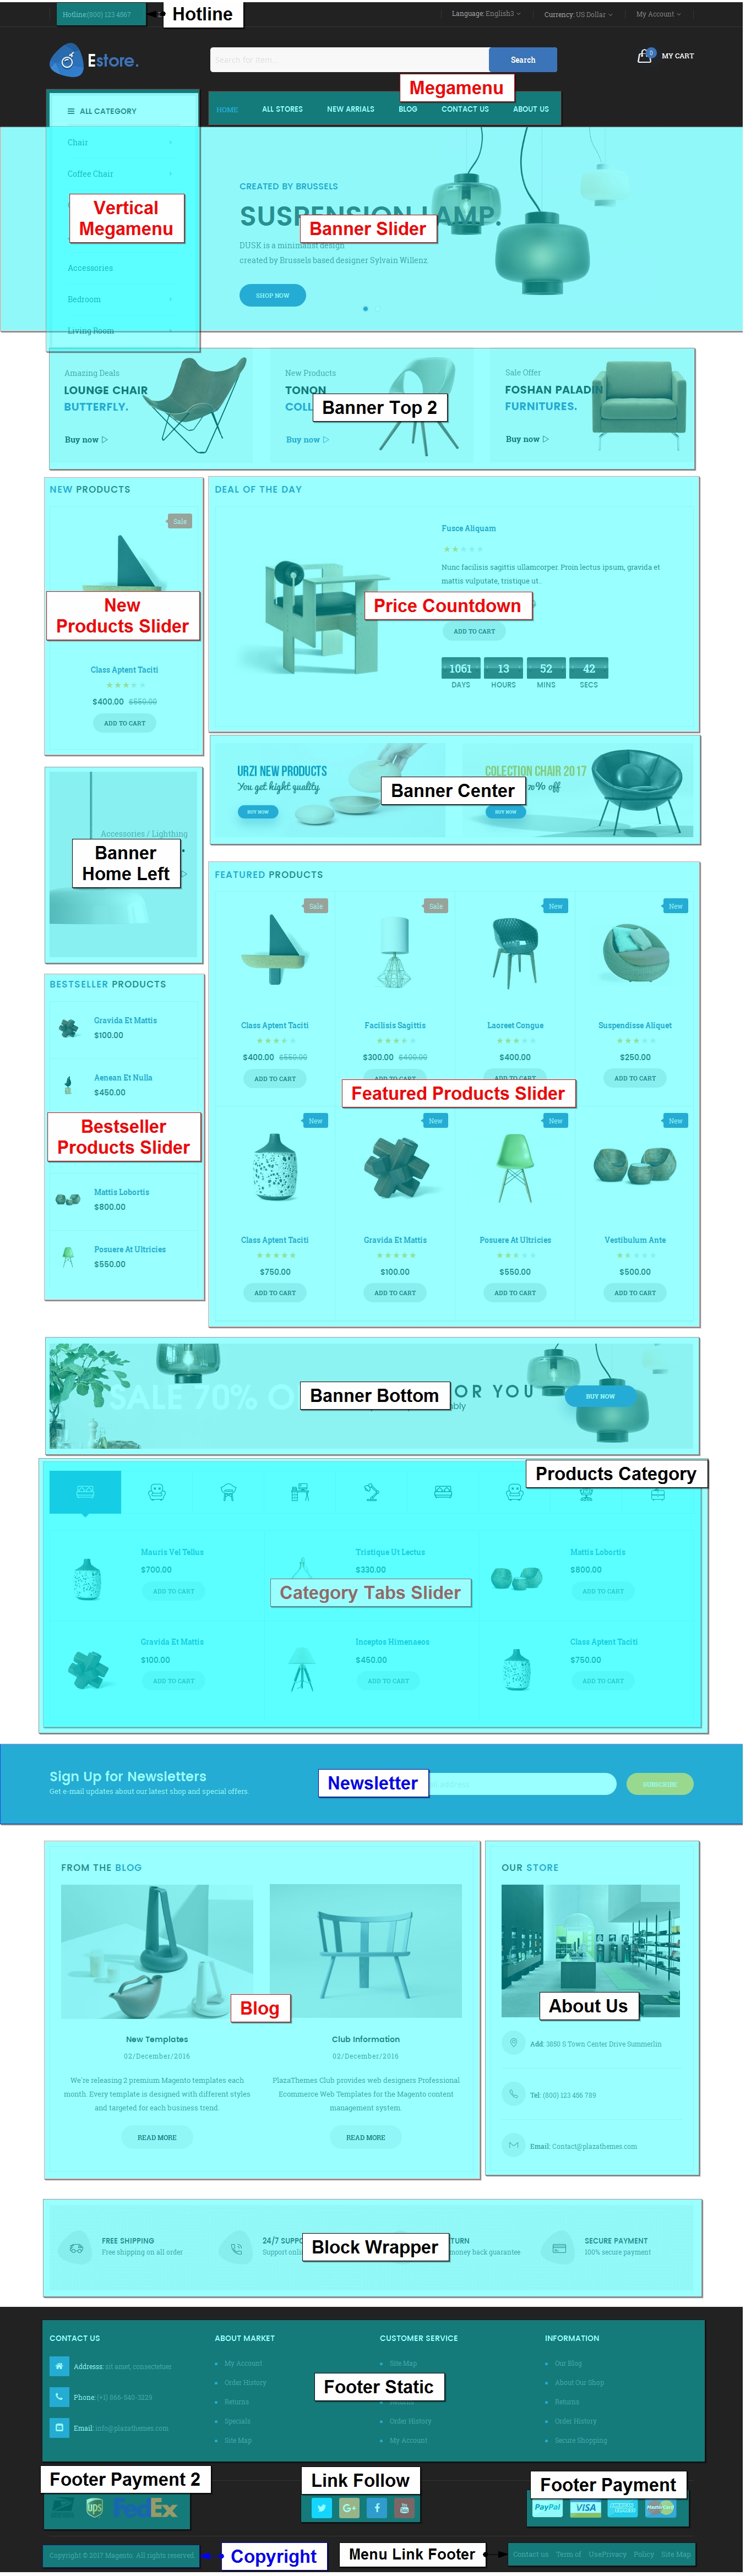 Hotline (800) 123 4567
Hotline
Language: English3
Currency: US Dollar
My Account
Estore.
Search for item...
Search
0
MY CART
Megamenu
ALL CATEGORY
HOME
ALL STORES
NEW ARRIALS
BLOG
CONTACT US
ABOUT US
Chair
Coffee Chair
Vertical
Megamenu
Accessories
Bedroom
Living Room
CREATED BY BRUSSELS
SUSPENSION LAMP.
Banner Slider
DUSK is a minimalist design
created by Brussels based designer Sylvain Willenz.
SHOP NOW
Amazing Deals
LOUNGE CHAIR
BUTTERFLY.
Buy now
New Products
TONON
COLL
Buy now
Banner Top 2
Sale Offer
FOSHAN PALADIN
FURNITURES.
Buy now
NEW PRODUCTS
Sale
New
Products Slider
Class Aptent Taciti
$400.00 $550.00
ADD TO CART
DEAL OF THE DAY
Fusce Aliquam
Nunc facilisis sagittis ullamcorper. Proin lectus ipsum, gravida et
mattis vulputate, tristique ut..
Price Countdown
ADD TO CART
1061 13 52 42
DAYS HOURS MINS SECS
URZI NEW PRODUCTS
You get hight quality
BUY NOW
Banner Center
COLECTION CHAIR 2017
70% off
BUY NOW
Accessories / Lighthing
Banner
Home Left
FEATURED PRODUCTS
Sale
Sale
New
New
Class Aptent Taciti
Facilisis Sagittis
Laoreet Congue
Suspendisse Aliquet
$400.00 $550.00
$300.00 $400.00
$400.00
$250.00
ADD TO CART
ADD TO CART
ADD TO CART
ADD TO CART
Featured Products Slider
New
New
New
New
Class Aptent Taciti
Gravida Et Mattis
Posuere At Ultricies
Vestibulum Ante
$750.00
$100.00
$550.00
$500.00
ADD TO CART
ADD TO CART
ADD TO CART
ADD TO CART
BESTSELLER PRODUCTS
Gravida Et Mattis
$100.00
Aenean Et Nulla
$450.00
Bestseller
Products Slider
Mattis Lobortis
$800.00
Posuere At Ultricies
$550.00
SALE 70% O
OR YOU
Banner Bottom
BUY NOW
Products Category
Mauris Vel Tellus
$700.00
ADD TO CART
Tristique Ut Lectus
$330.00
Mattis Lobortis
$800.00
ADD TO CART
Category Tabs Slider
Gravida Et Mattis
$100.00
ADD TO CART
Inceptos Himenaeos
$450.00
ADD TO CART
Class Aptent Taciti
$750.00
ADD TO CART
Sign Up for Newsletters
Get e-mail updates about our latest shop and special offers.
Newsletter
SUBSCRIBE
FROM THE BLOG
Blog
New Templates
02/December/2016
We're releasing 2 premium Magento templates each
month. Every template is designed with different styles
and targeted for each business trend.
READ MORE
Club Information
02/December/2016
PlazaThemes Club provides web designers Professional
Ecommerce Web Templates for the Magento content
management system.
READ MORE
OUR STORE
About Us
Add: 3860 S Town Center Drive Summerlin
Tel: (800) 123 456 789
Email: Contact@plazathemes.com
FREE SHIPPING
Free shipping on all order
24/7 SUPPO
Support onli
Block Wrapper
TURN
money back guarantee
SECURE PAYMENT
100% secure payment
CONTACT US
Addresss: sit amet, consectetuer
Phone: (+1) 866-540-3229
Email: info@plazathemes.com
ABOUT MARKET
My Account
Order History
Returns
Specials
Site Map
CUSTOMER SERVICE
Site Map
Footer Static
Returns
Order History
My Account
INFORMATION
Our Blog
About Our Shop
Returns
Order History
Secure Shopping
Footer Payment 2
ups
FedEx
Link Follow
Footer Payment
PayPal
VISA
MasterCard
Copyright © 2017 Magento. All rights reserved.
Copyright
Menu Link Footer
Contact us
Term of
UsePrivacy
Policy
Site Map